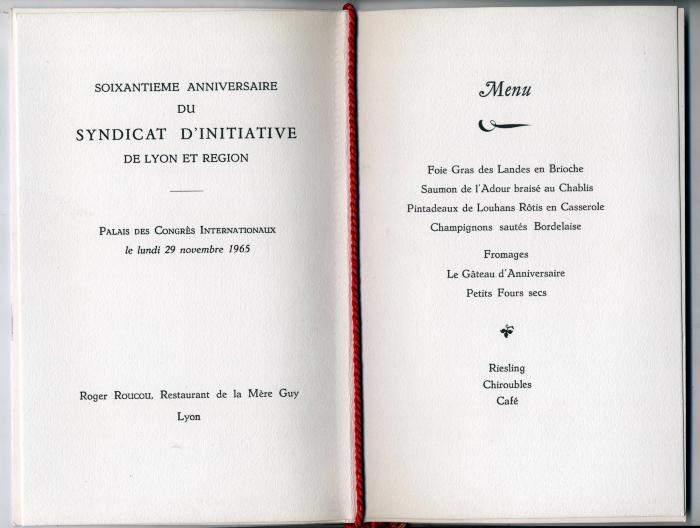 SOIXANTIEME ANNIVERSAIRE
DU
SYNDICAT D'INITIATIVE
DE LYON ET REGION
PALAIS DES CONGRÈS INTERNATIONAUX
le lundi 29 novembre 1965
Roger ROUCOU, Restaurant de la Mère Guy
Lyon
Menu
Foie Gras des Landes en Brioche
Saumon de l'Adour braisé au Chablis
Pintadeaux de Louhans Rôtis en Casserole
Champignons sautés Bordelaise
Fromages
Le Gâteau d'Anniversaire
Petits Fours secs
Riesling
Chiroubles
Café